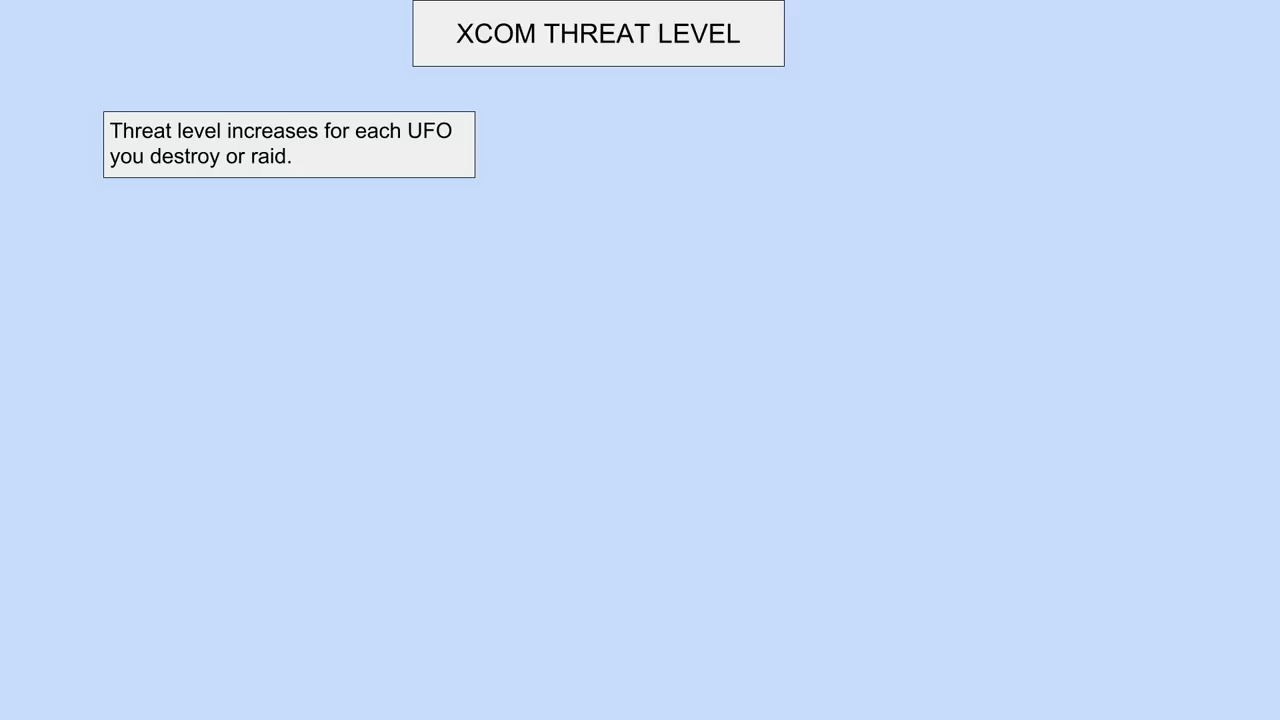 XCOM THREAT LEVEL
Threat level increases for each UFO
you destroy or raid.